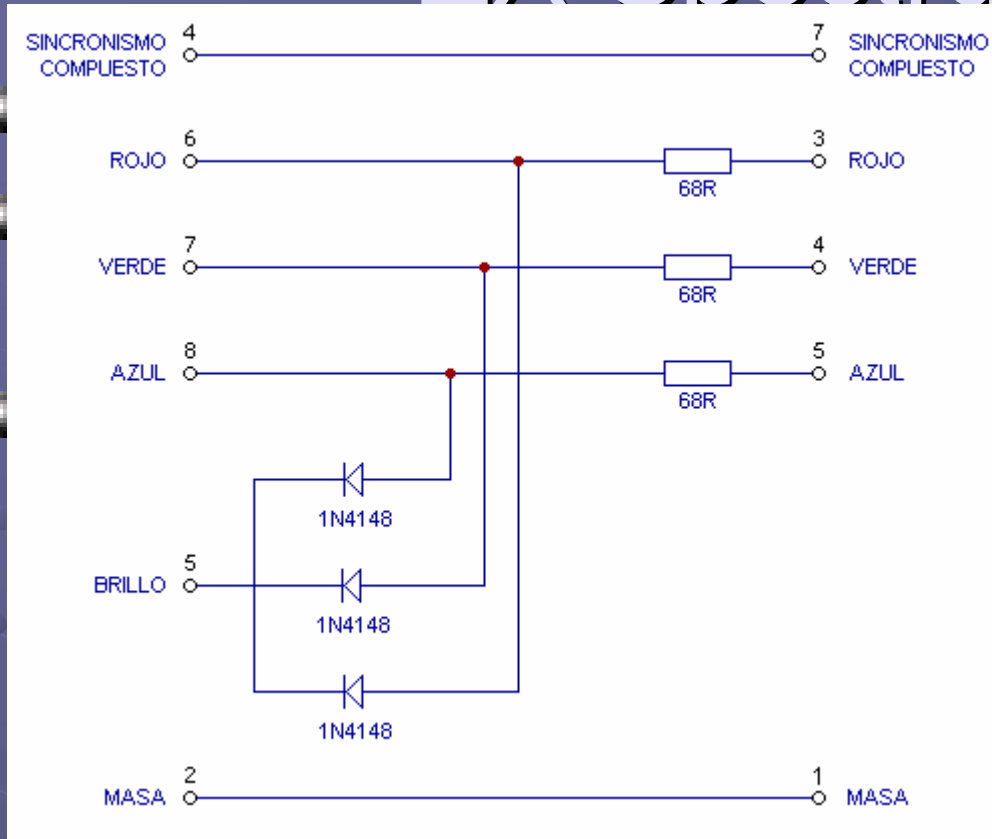 SINCRONISMO 4 7 SINCRONISMO
COMPUESTO COMPUESTO
6 3
ROJO ROJO
68R
7 4
VERDE VERDE
68R
8 5
AZUL AZUL
68R
1N4148
5
BRILLO
1N4148
1N4148
2 1
MASA MASA